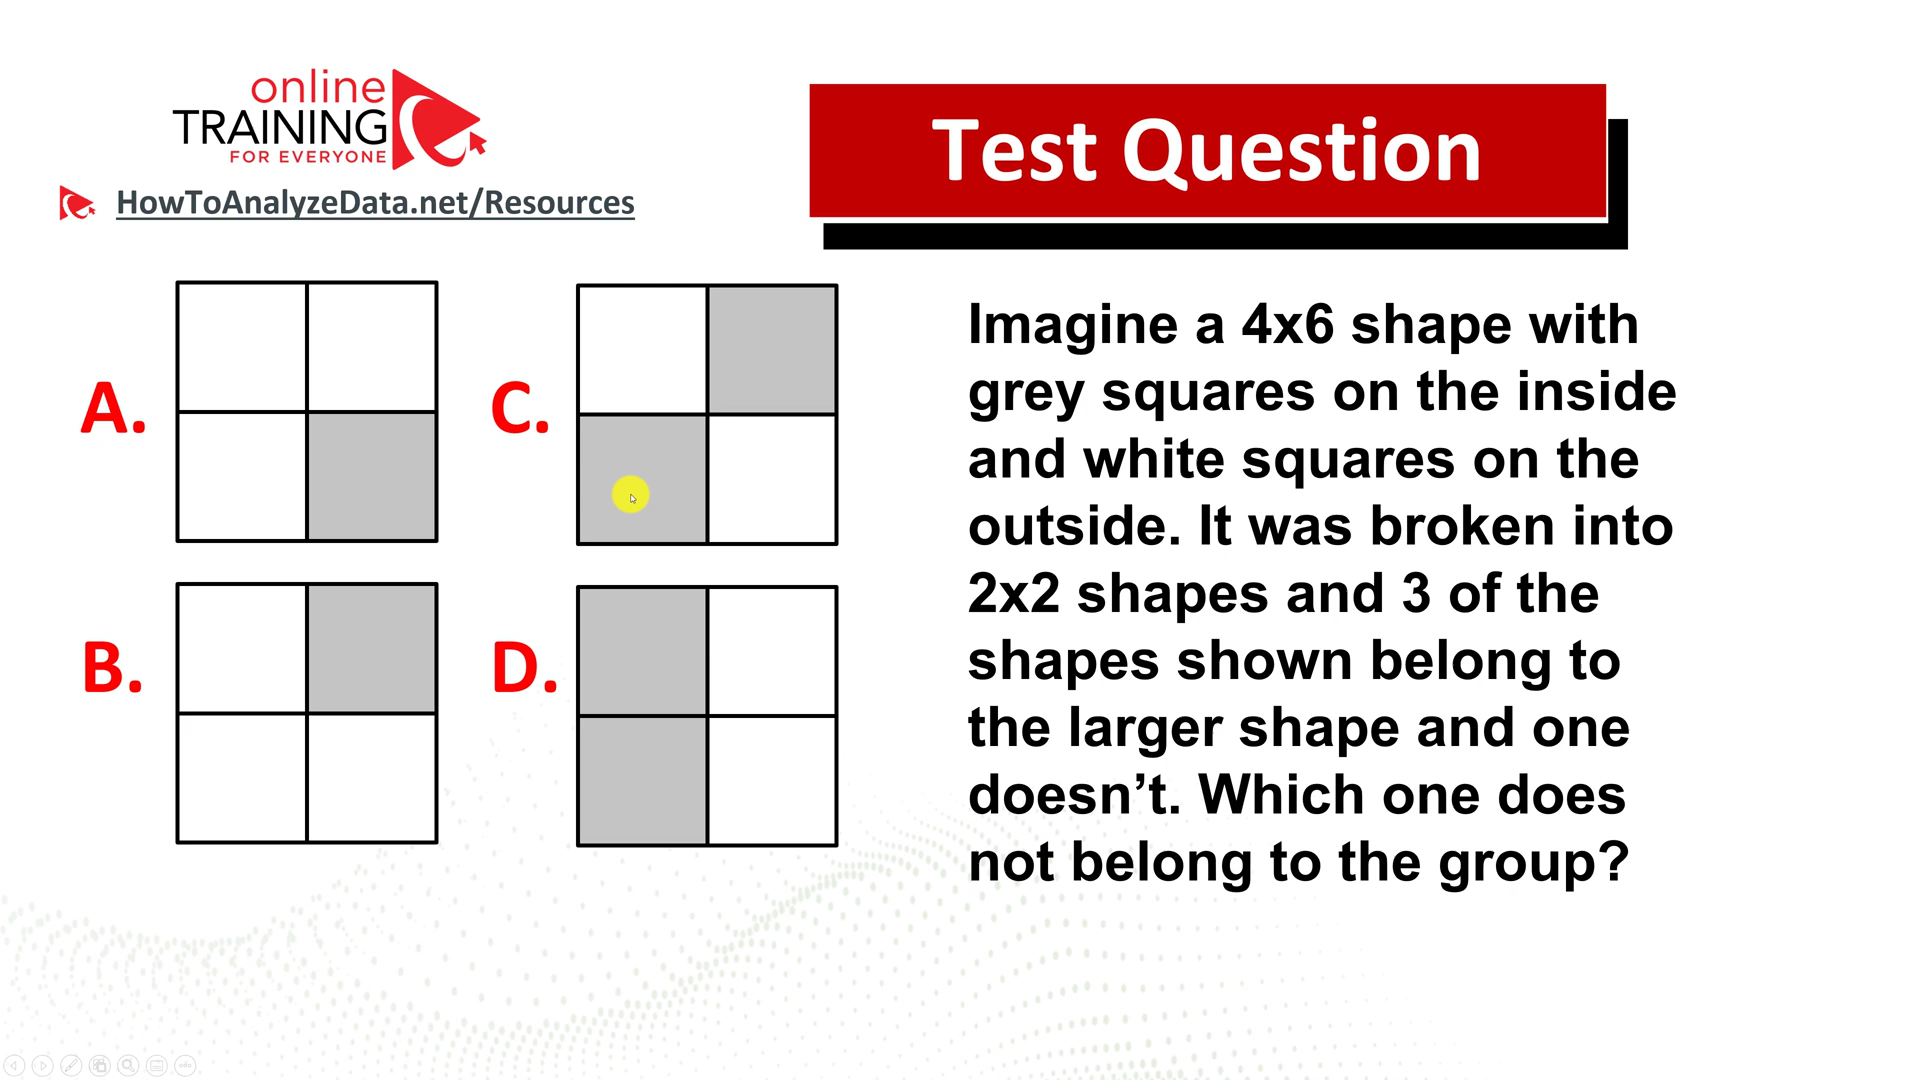 online
TRAINING
FOR EVERYONE
HowToAnalyzeData.net/Resources
Test Question
A.
C.
B.
D.
Imagine a 4x6 shape with
grey squares on the inside
and white squares on the
outside. It was broken into
2x2 shapes and 3 of the
shapes shown belong to
the larger shape and one
doesn’t. Which one does
not belong to the group?